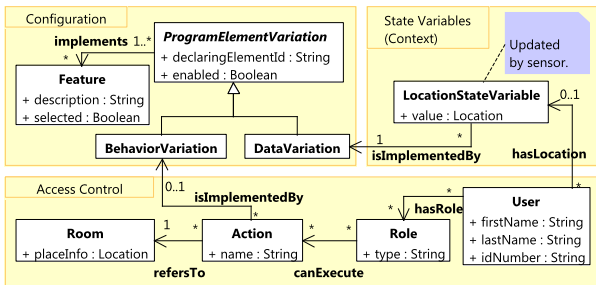 Configuration
implements
1..*
*
ProgramElementVariation
+ declaringElementId : String
+ enabled : Boolean
Feature
+ description : String
+ selected : Boolean
BehaviorVariation
DataVariation
State Variables
(Context)
Updated
by sensor.
LocationStateVariable
+ value : Location
0..1
1
*
isImplementedBy
hasLocation
*
Access Control
0..1
isImplementedBy
*
Room
+ placeInfo : Location
1
*
refersTo
Action
+ name : String
*
*
canExecute
Role
+ type : String
*
*
hasRole
User
+ firstName : String
+ lastName : String
+ idNumber : String